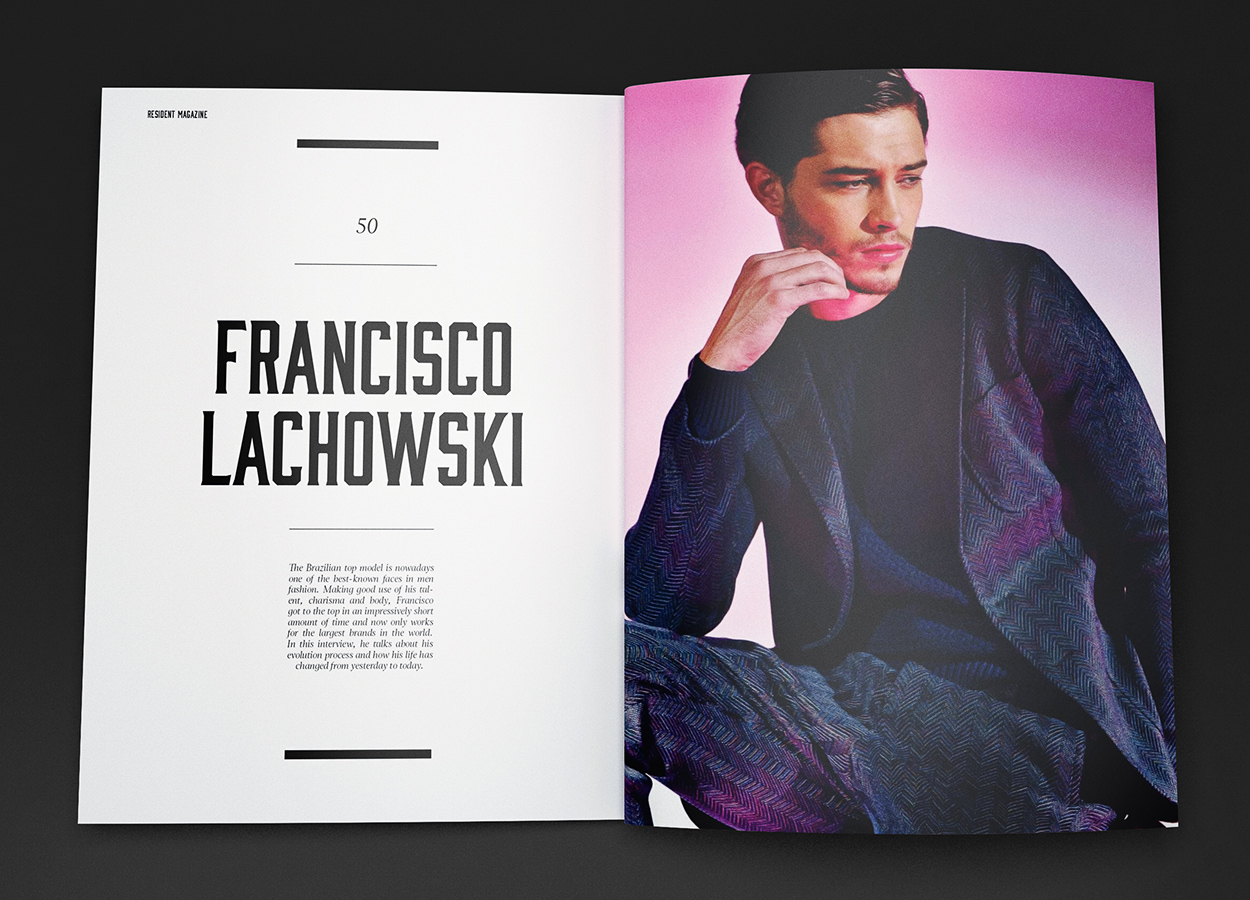 RESIDENT MAGAZINE
50
FRANCISCO
LACHOWSKI
The Brazilian top model is nowadays
one of the best-known faces in men
fashion. Making good use of his tal-
ent, charisma and body, Francisco
got to the top in an impressively short
amount of time and now only works
for the largest brands in the world.
In this interview, he talks about his
evolution process and how his life has
changed from yesterday to today.